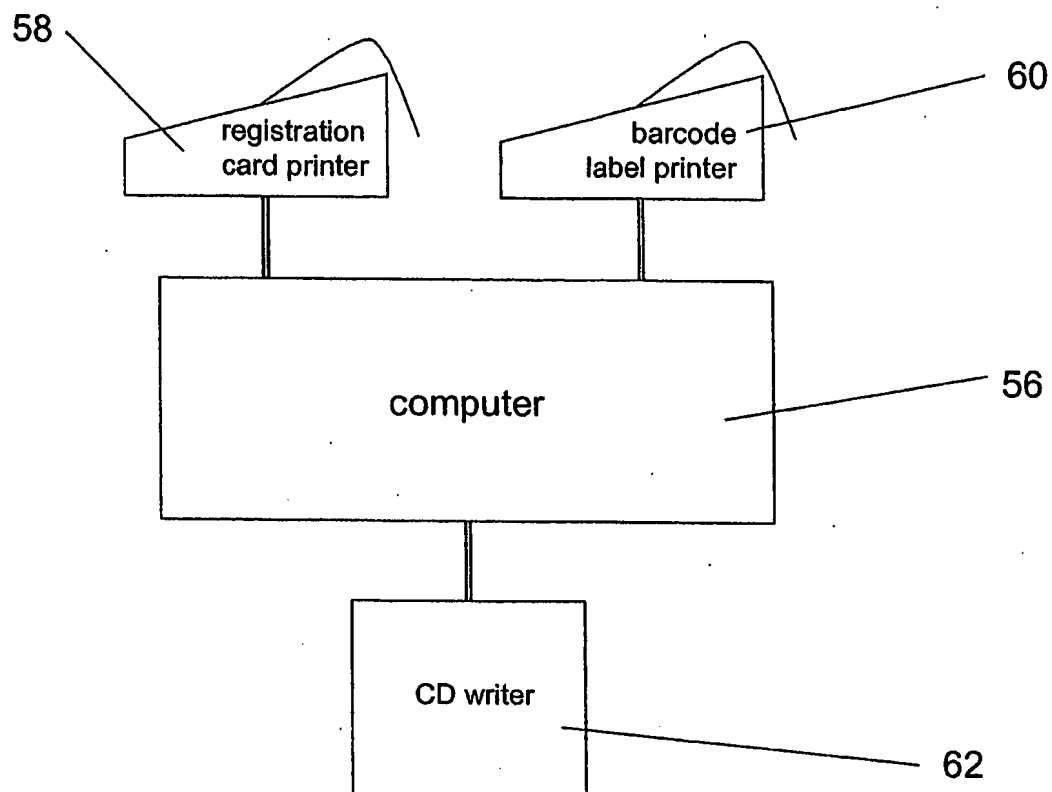 58
registration
card printer
barcode
label printer
60
computer
56
CD writer
62